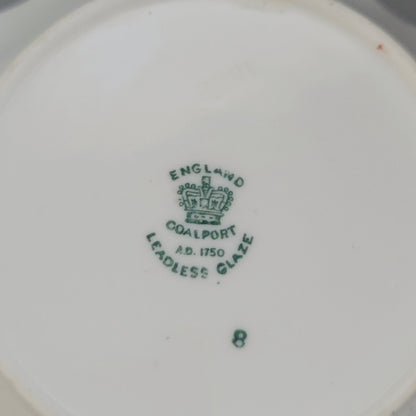 ENGLAND
COALPORT
A.D. 1750
LEADLESS GLAZE
8